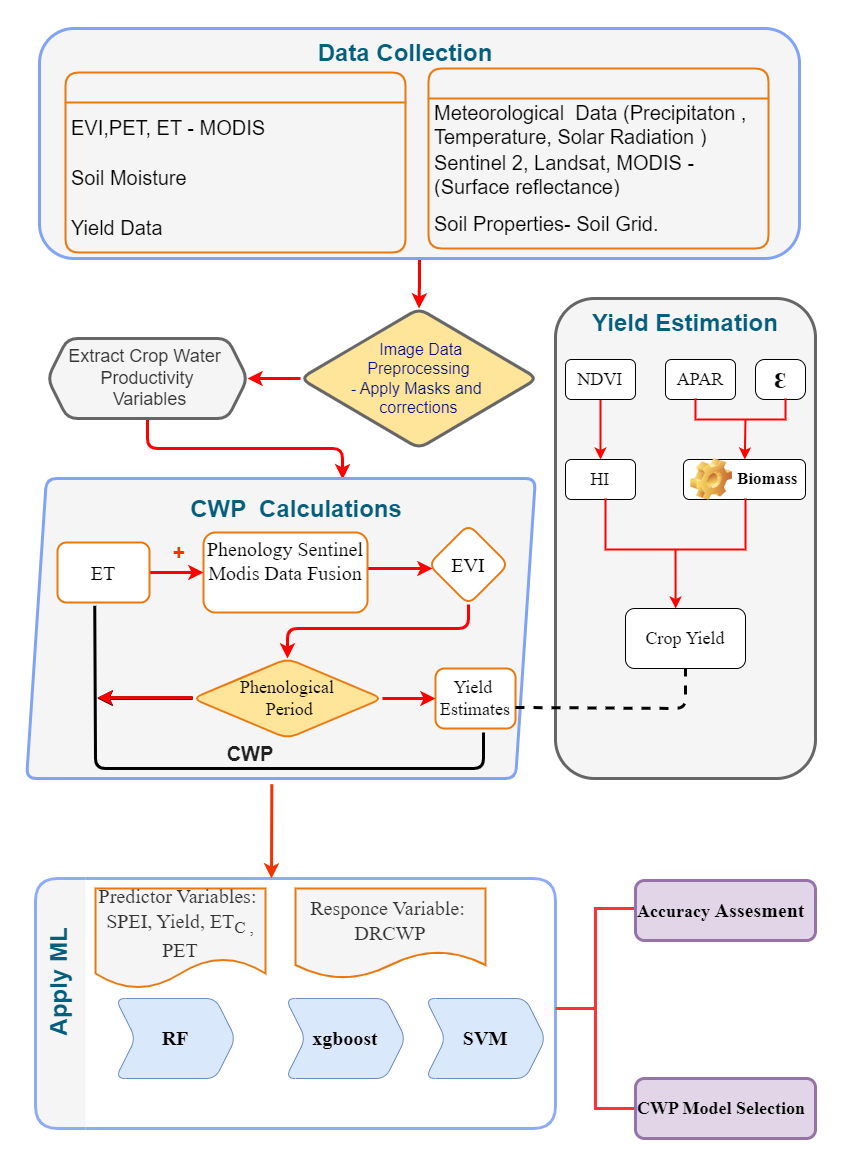 Data Collection
EVI,PET, ET - MODIS
Soil Moisture
Yield Data
Meteorological Data (Precipitaton ,
Temperature, Solar Radiation )
Sentinel 2, Landsat, MODIS -
(Surface reflectance)
Soil Properties- Soil Grid.
Image Data
Preprocessing
- Apply Masks and
corrections
Extract Crop Water
Productivity
Variables
Yield Estimation
NDVI
APAR
ε
HI
Biomass
Crop Yield
CWP Calculations
ET
+
Phenology Sentinel
Modis Data Fusion
EVI
Phenological
Period
Yield
Estimates
CWP
Apply ML
Predictor Variables:
SPEI, Yield, ETC ,
PET
Responce Variable:
DRCWP
RF
xgboost
SVM
Accuracy Assesment
CWP Model Selection